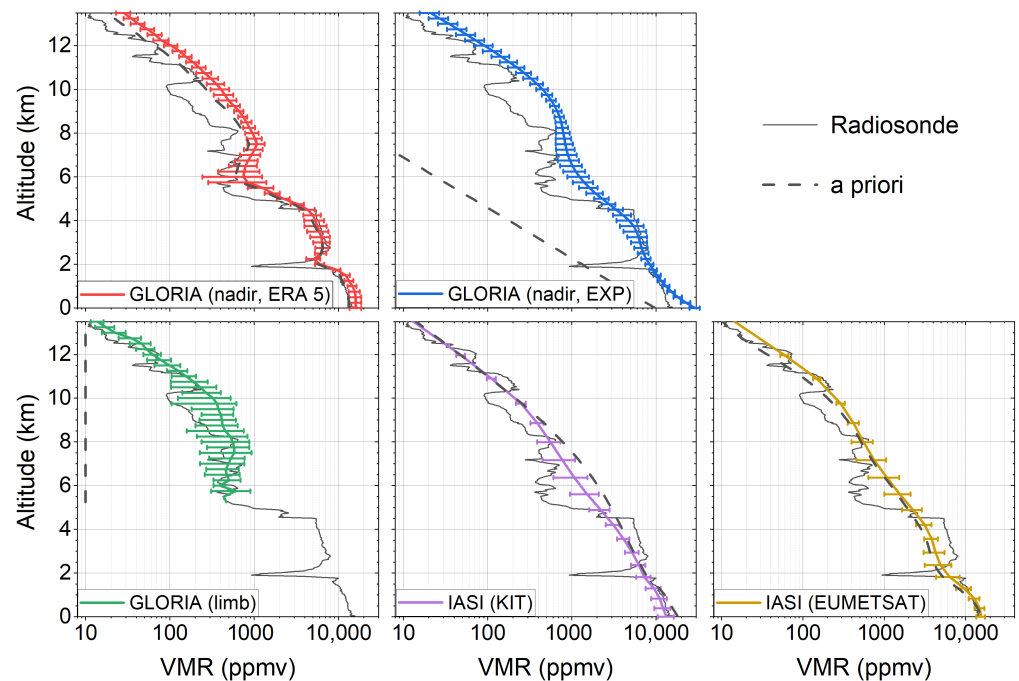 12
10
8
6
4
2
0
Altitude (km)
GLORIA (nadir, ERA 5)
GLORIA (nadir, EXP)
Radiosonde
a priori
12
10
8
6
4
2
0
Altitude (km)
GLORIA (limb)
IASI (KIT)
IASI (EUMETSAT)
10 100 1000 10,000
10 100 1000 10,000
10 100 1000 10,000
VMR (ppmv)
VMR (ppmv)
VMR (ppmv)